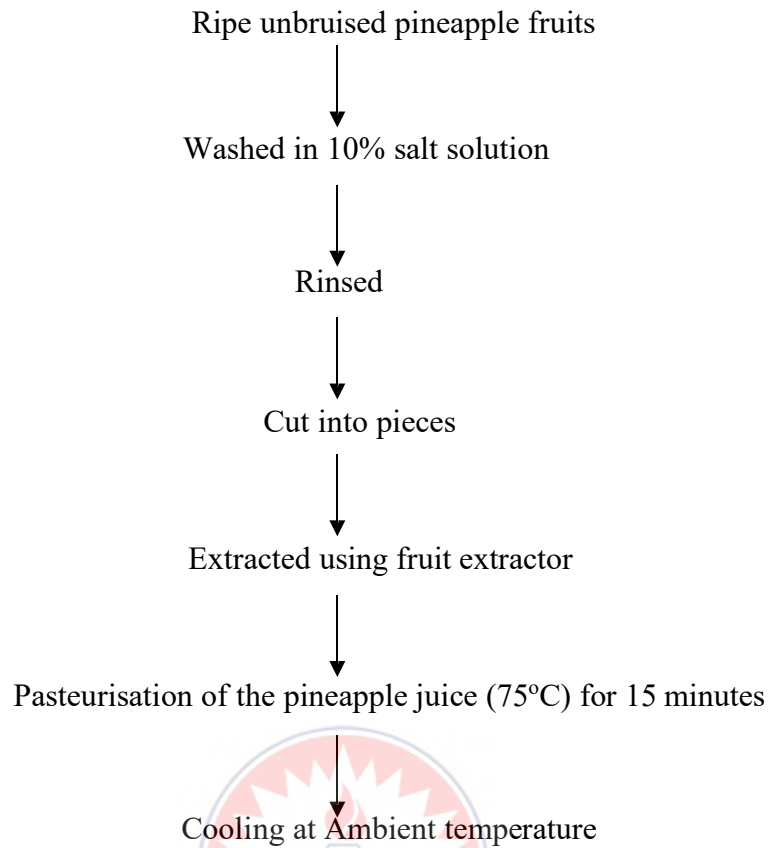 Ripe unbruised pineapple fruits
Washed in 10% salt solution
Rinsed
Cut into pieces
Extracted using fruit extractor
Pasteurisation of the pineapple juice (75ºC) for 15 minutes
Cooling at Ambient temperature